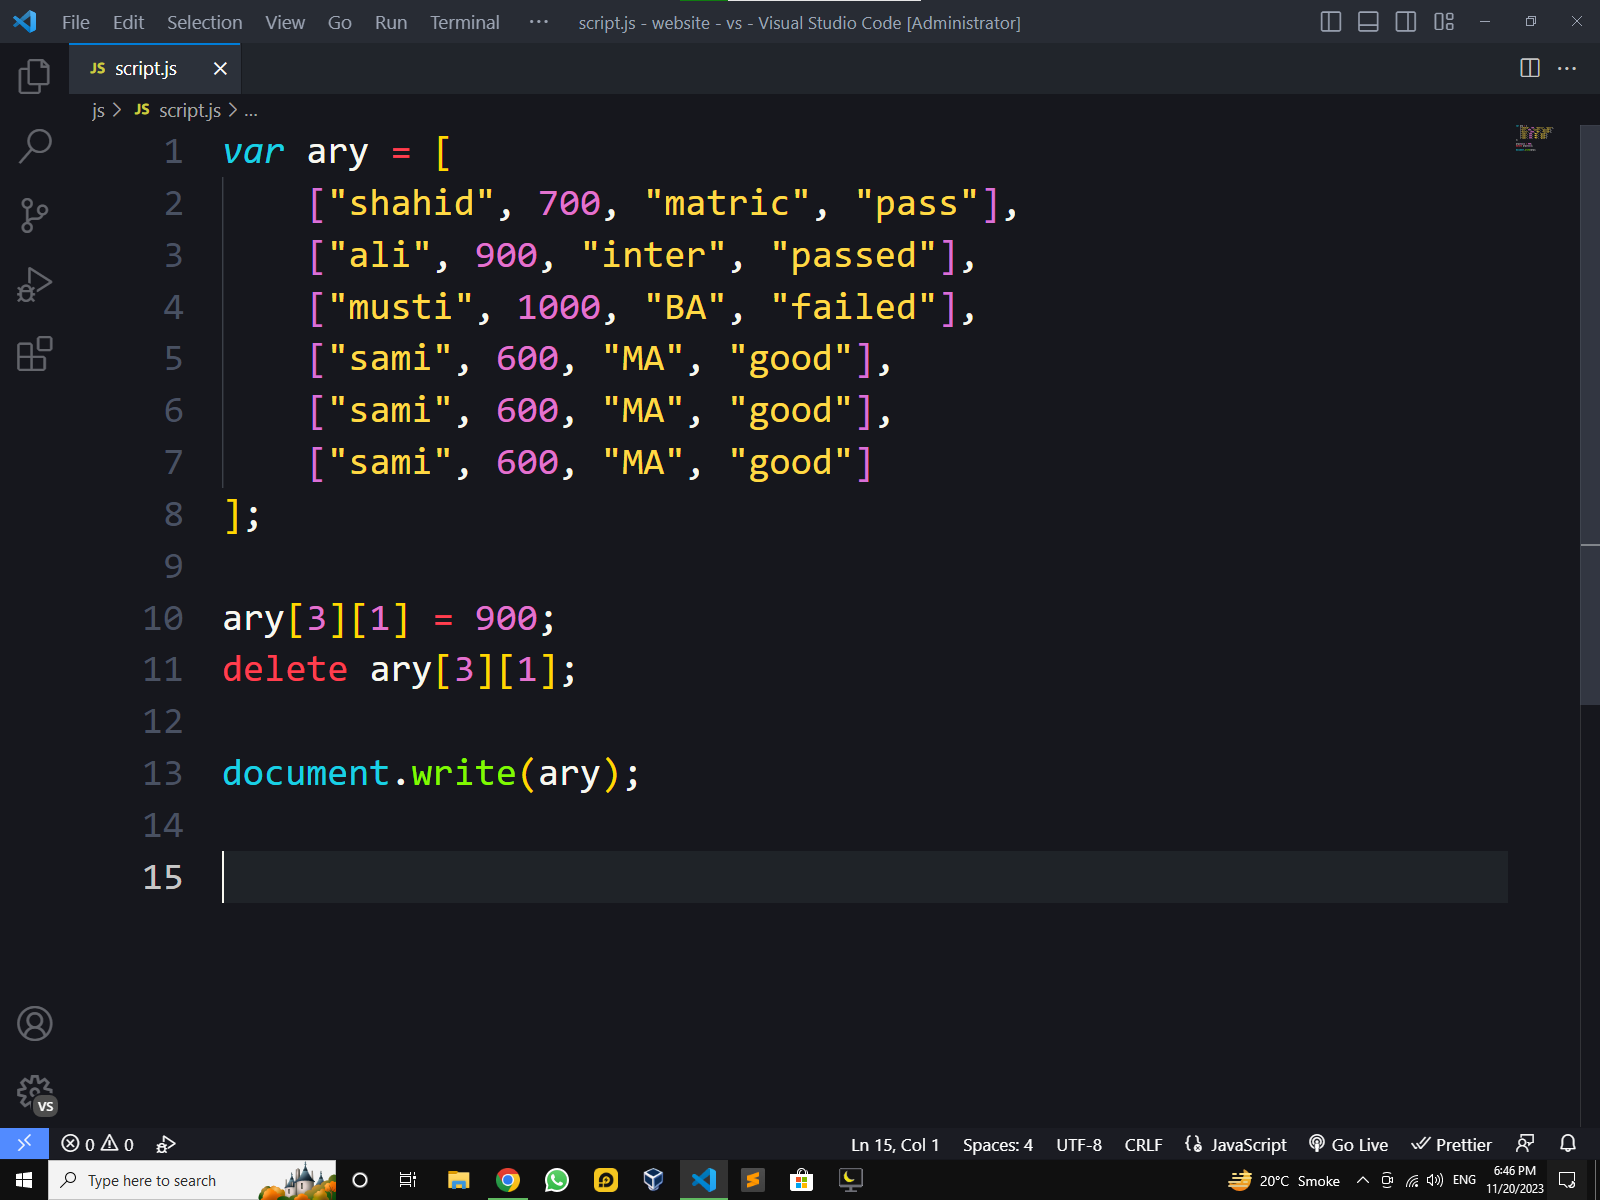 File Edit Selection View Go Run Terminal ··· script.js - website - vs - Visual Studio Code [Administrator]
JS script.js
js > JS script.js > ...
1 var ary = [
2     ["shahid", 700, "matric", "pass"],
3     ["ali", 900, "inter", "passed"],
4     ["musti", 1000, "BA", "failed"],
5     ["sami", 600, "MA", "good"],
6     ["sami", 600, "MA", "good"],
7     ["sami", 600, "MA", "good"]
8 ];
9
10 ary[3][1] = 900;
11 delete ary[3][1];
12
13 document.write(ary);
14
15
VS
0 0 Ln 15, Col 1 Spaces: 4 UTF-8 CRLF {} JavaScript Go Live Prettier
Type here to search 20°C Smoke ENG 6:46 PM
11/20/2023